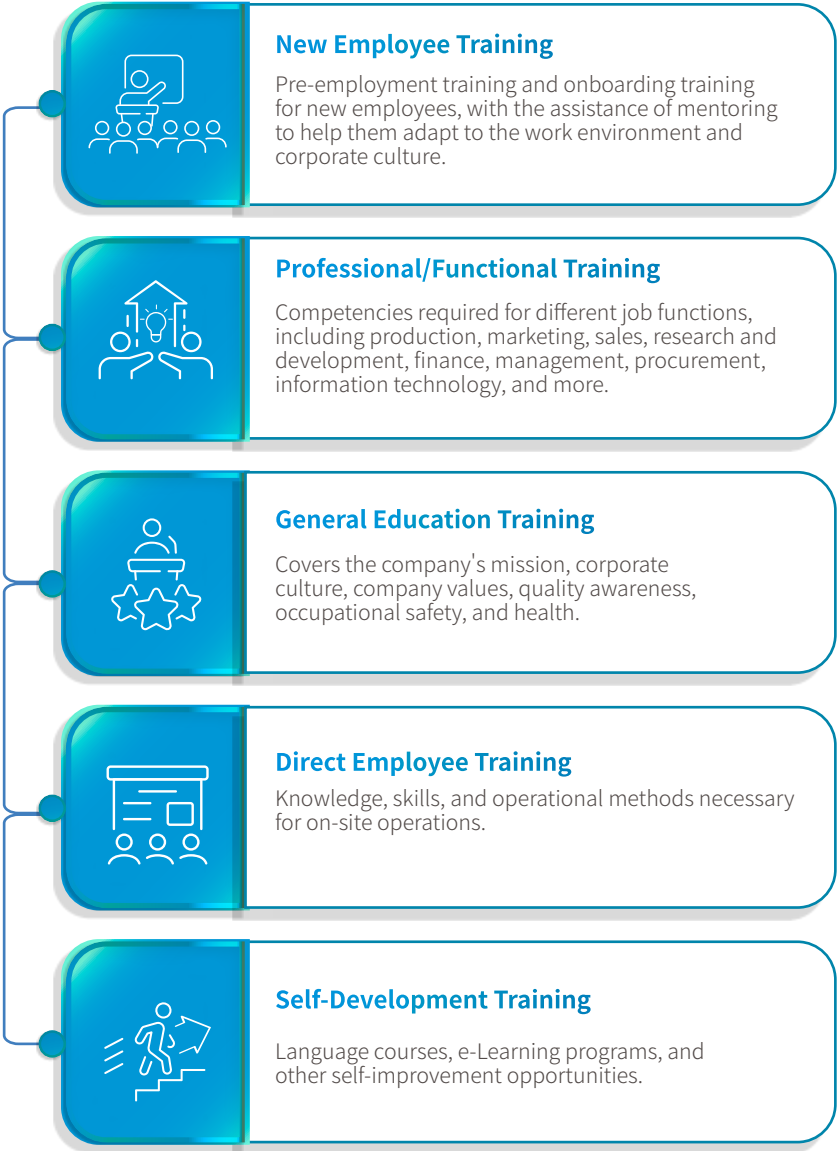 New Employee Training
Pre-employment training and onboarding training
for new employees, with the assistance of mentoring
to help them adapt to the work environment and
corporate culture.
Professional/Functional Training
Competencies required for different job functions,
including production, marketing, sales, research and
development, finance, management, procurement,
information technology, and more.
General Education Training
Covers the company's mission, corporate
culture, company values, quality awareness,
occupational safety, and health.
Direct Employee Training
Knowledge, skills, and operational methods necessary
for on-site operations.
Self-Development Training
Language courses, e-Learning programs, and
other self-improvement opportunities.